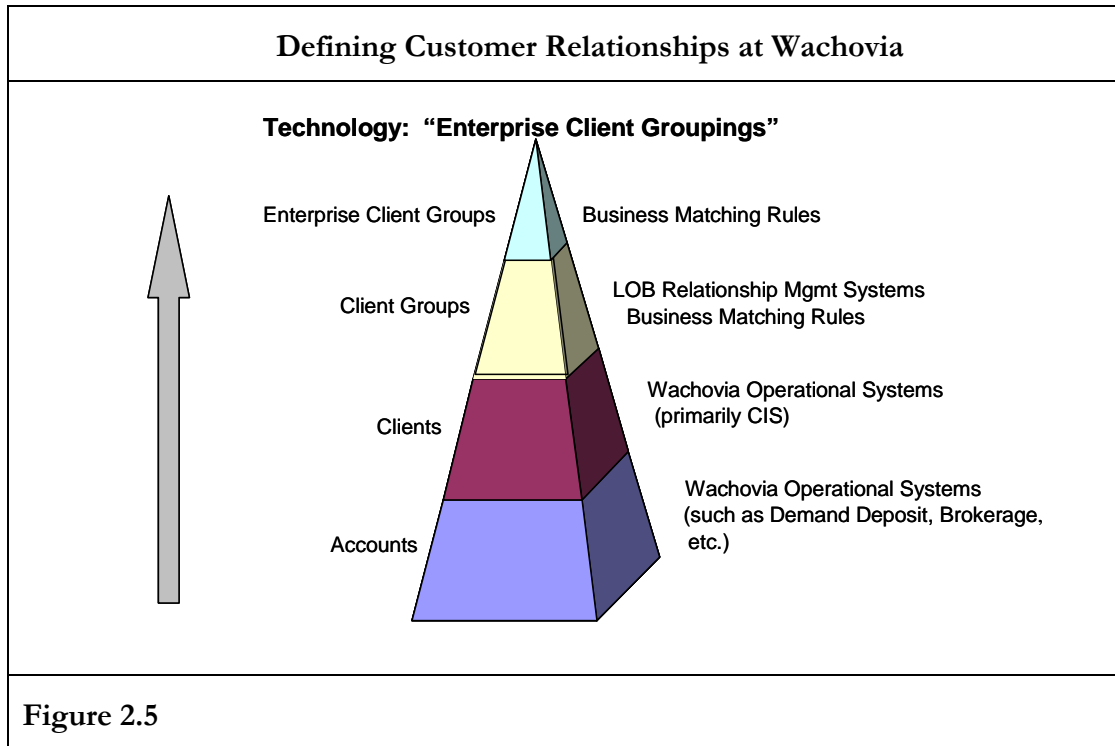 Defining Customer Relationships at Wachovia
Technology: “Enterprise Client Groupings”
Enterprise Client Groups
Business Matching Rules
Client Groups
LOB Relationship Mgmt Systems
Business Matching Rules
Clients
Wachovia Operational Systems
(primarily CIS)
Accounts
Wachovia Operational Systems
(such as Demand Deposit, Brokerage,
etc.)
Figure 2.5